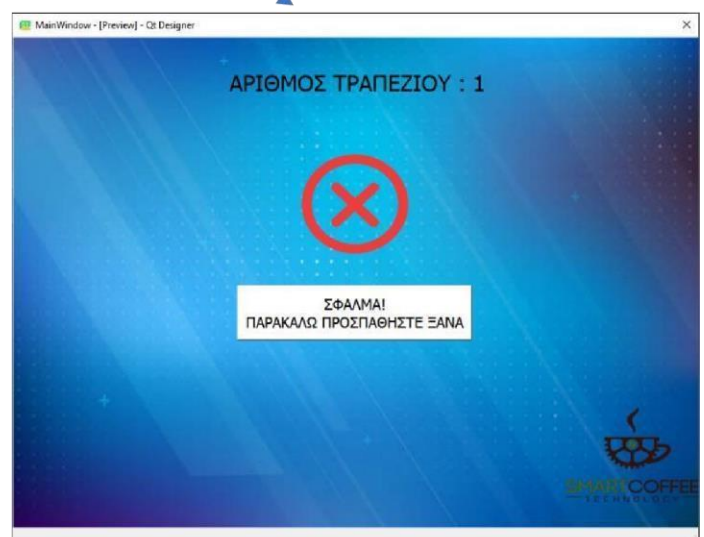 MainWindow - [Preview] - Qt Designer
ΑΡΙΘΜΟΣ ΤΡΑΠΕΖΙΟΥ : 1
ΣΦΑΛΜΑ!
ΠΑΡΑΚΑΛΩ ΠΡΟΣΠΑΘΗΣΤΕ ΞΑΝΑ
SMARTCOFFEE
TECHNOLOGY